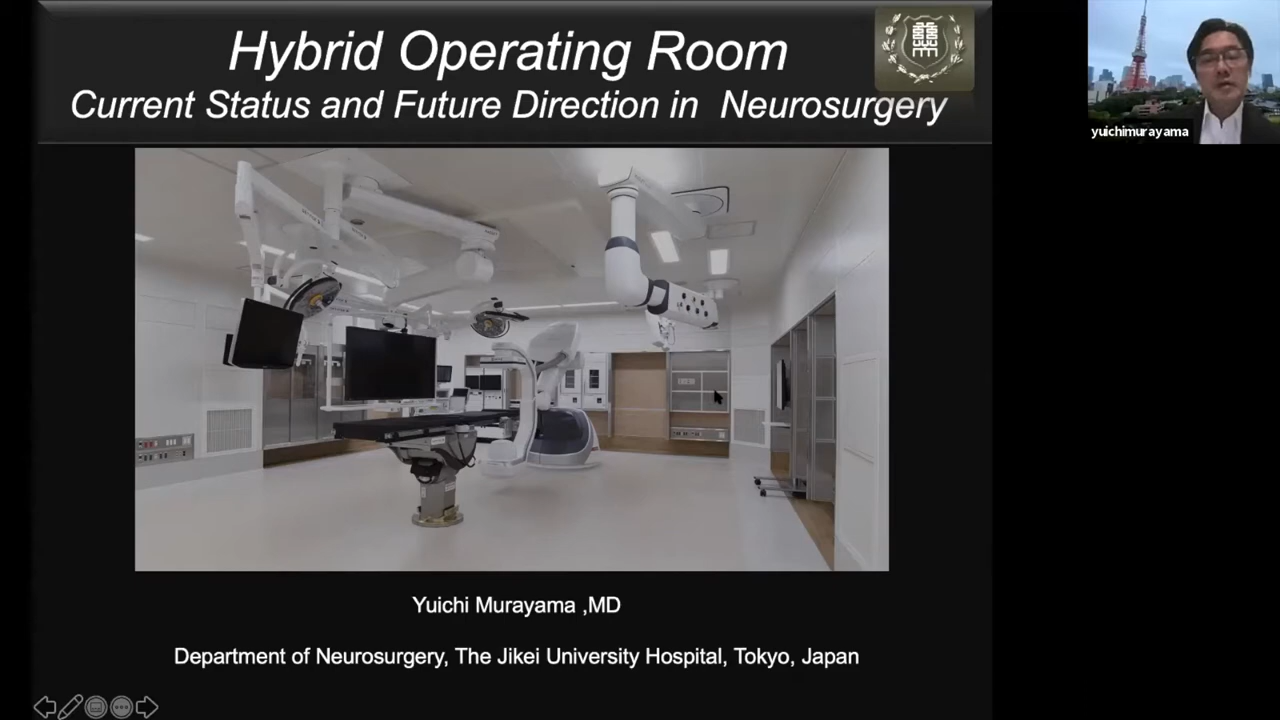 Hybrid Operating Room
Current Status and Future Direction in Neurosurgery
yuichimurayama
Yuichi Murayama ,MD
Department of Neurosurgery, The Jikei University Hospital, Tokyo, Japan